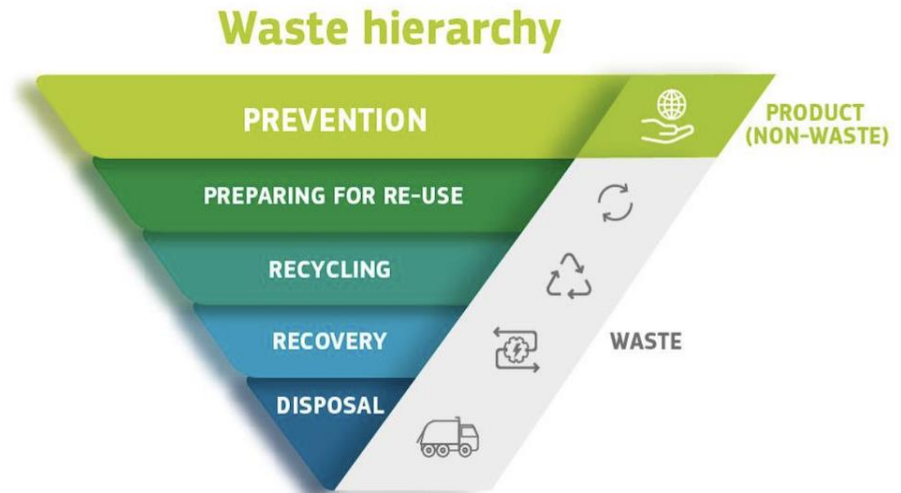 Waste hierarchy
PREVENTION
PRODUCT
(NON-WASTE)
PREPARING FOR RE-USE
RECYCLING
RECOVERY
WASTE
DISPOSAL